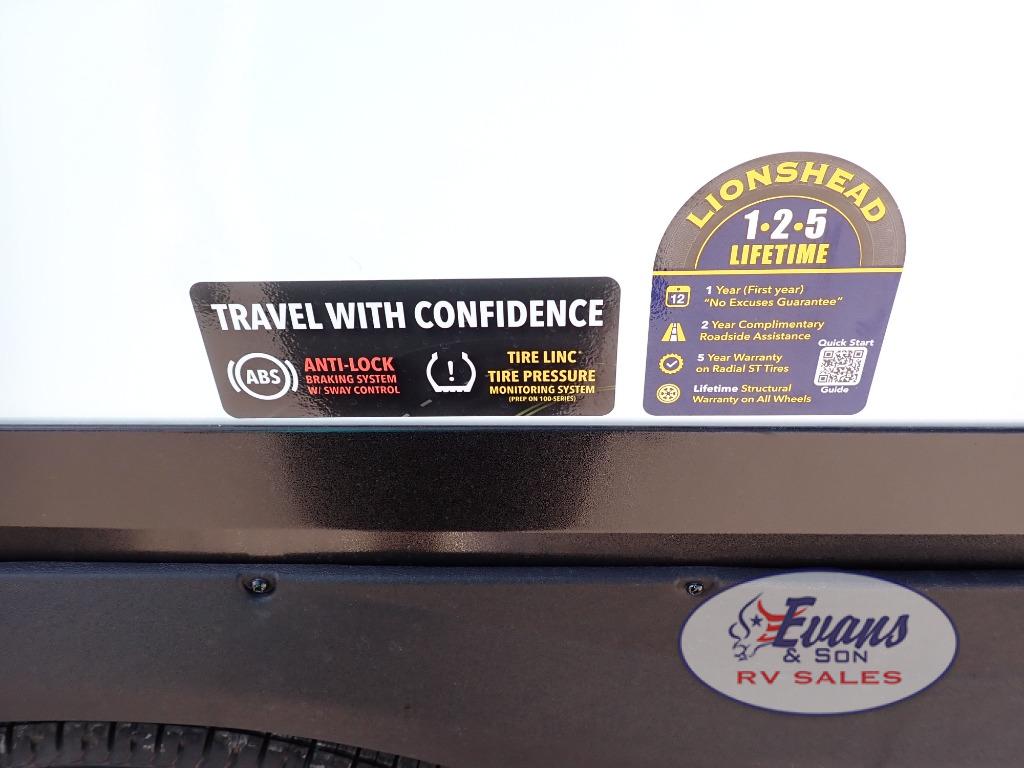 TRAVEL WITH CONFIDENCE
ABS
ANTI-LOCK
BRAKING SYSTEM
W/ SWAY CONTROL
!
TIRE LINC
TIRE PRESSURE
MONITORING SYSTEM
(PREP ON 100-SERIES)
LIONSHEAD
1•2•5
LIFETIME
12
1 Year (First year)
"No Excuses Guarantee"
2 Year Complimentary
Roadside Assistance
5 Year Warranty
on Radial ST Tires
Lifetime Structural
Warranty on All Wheels
Quick Start
Guide
Evans
& SON
RV SALES